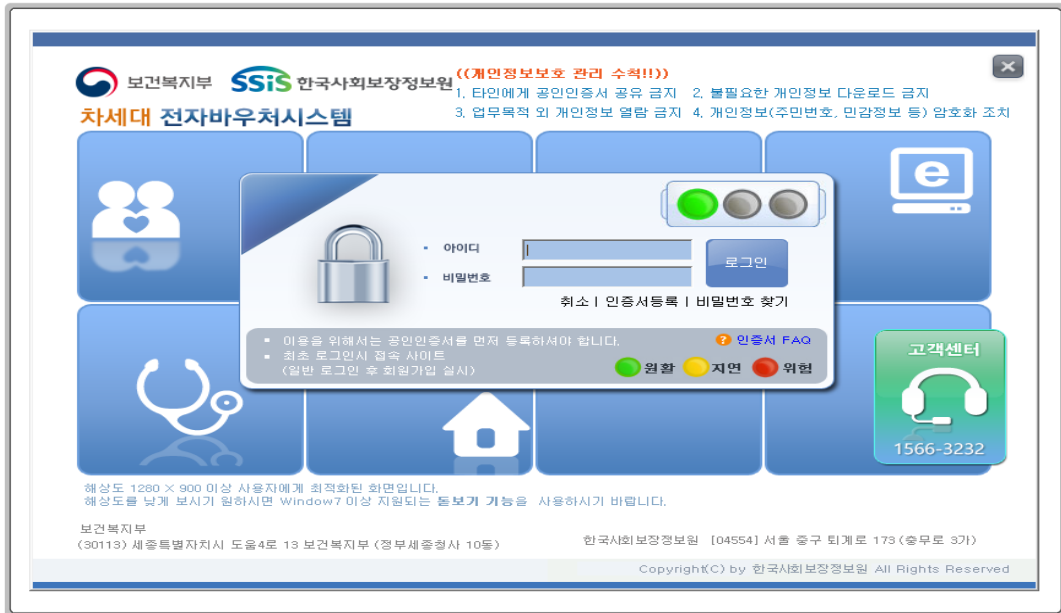 보건복지부 SSiS 한국사회보장정보원
((개인정보보호 관리 수칙!!))
1. 타인에게 공인인증서 공유 금지 2. 불필요한 개인정보 다운로드 금지
3. 업무목적 외 개인정보 열람 금지 4. 개인정보(주민번호, 민감정보 등) 암호화 조치
차세대 전자바우처시스템
e
아이디
비밀번호
로그인
취소 | 인증서등록 | 비밀번호 찾기
이용을 위해서는 공인인증서를 먼저 등록하셔야 합니다.
? 인증서 FAQ
최초 로그인시 접속 사이트
(일반 로그인 후 회원가입 실시)
원활 지연 위험
고객센터
1566-3232
해상도 1280 × 900 이상 사용자에게 최적화된 화면입니다.
해상도를 낮게 보시기 원하시면 Window7 이상 지원되는 돋보기 기능을 사용하시기 바랍니다.
보건복지부
(30113) 세종특별자치시 도움4로 13 보건복지부 (정부세종청사 10동)
한국사회보장정보원 [04554] 서울 중구 퇴계로 173 (충무로 3가)
Copyright(C) by 한국사회보장정보원 All Rights Reserved